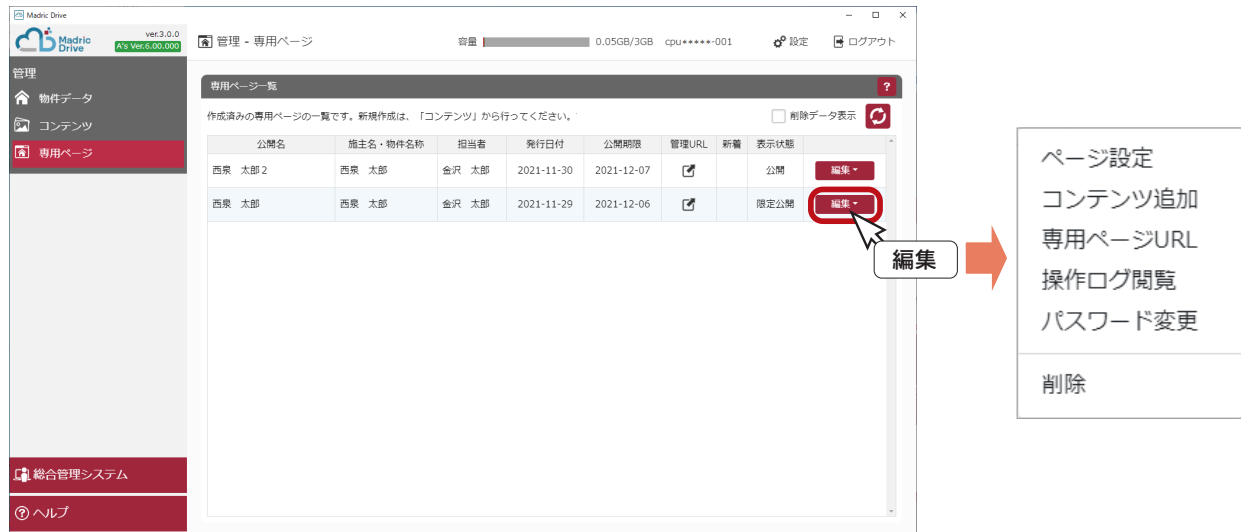 Madric Drive
Madric Drive
ver.3.0.0
A's Ver.6.00.000
管理 - 専用ページ
容量
0.05GB/3GB
cpu*****-001
設定
ログアウト
管理
物件データ
コンテンツ
専用ページ
総合管理システム
ヘルプ
専用ページ一覧
?
作成済みの専用ページの一覧です。新規作成は、「コンテンツ」から行ってください。
削除データ表示
公開名 施主名・物件名称 担当者 発行日付 公開期限 管理URL 新着 表示状態
西泉 太郎2 西泉 太郎 金沢 太郎 2021-11-30 2021-12-07 公開 編集
西泉 太郎 西泉 太郎 金沢 太郎 2021-11-29 2021-12-06 限定公開 編集
編集
ページ設定
コンテンツ追加
専用ページURL
操作ログ閲覧
パスワード変更
削除